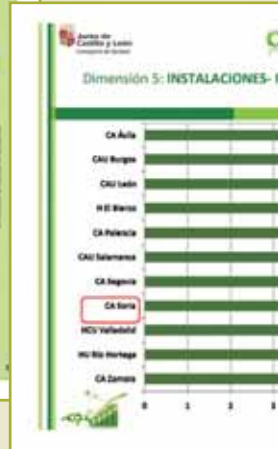 Junta de
Castilla y León
Dimensión 5: INSTALACIONES-
CA Ávila
CAU Burgos
CAU León
H El Bierzo
CA Palencia
CAU Salamanca
CA Segovia
CA Soria
HCU Valladolid
HU Río Hortega
CA Zamora
0 1 2 3